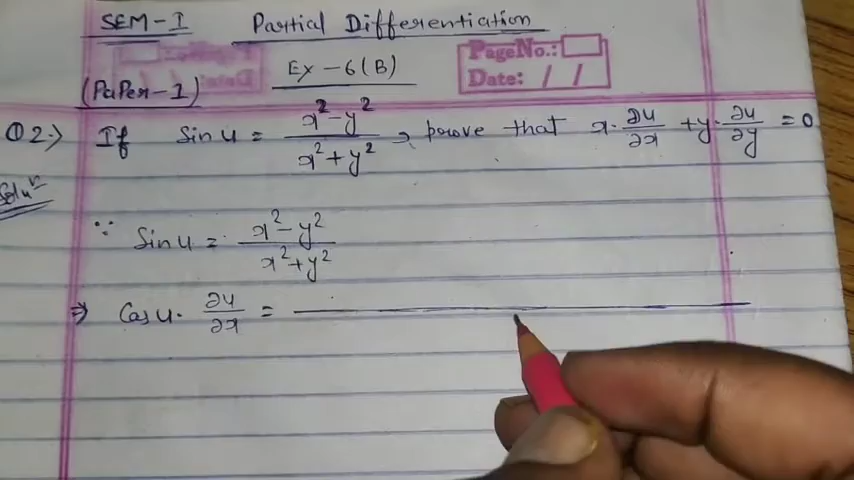 SEM-I Partial Differentiation
PageNo.:
Date: / /
(PaPer-1) Ex-6(B)
Q2.> If Sin u = x²-y² / x²+y² , prove that x. ∂u/∂x + y. ∂u/∂y = 0
Solⁿ
∵ Sin u = x²-y² / x²+y²
⇒ Cos u. ∂u/∂x =